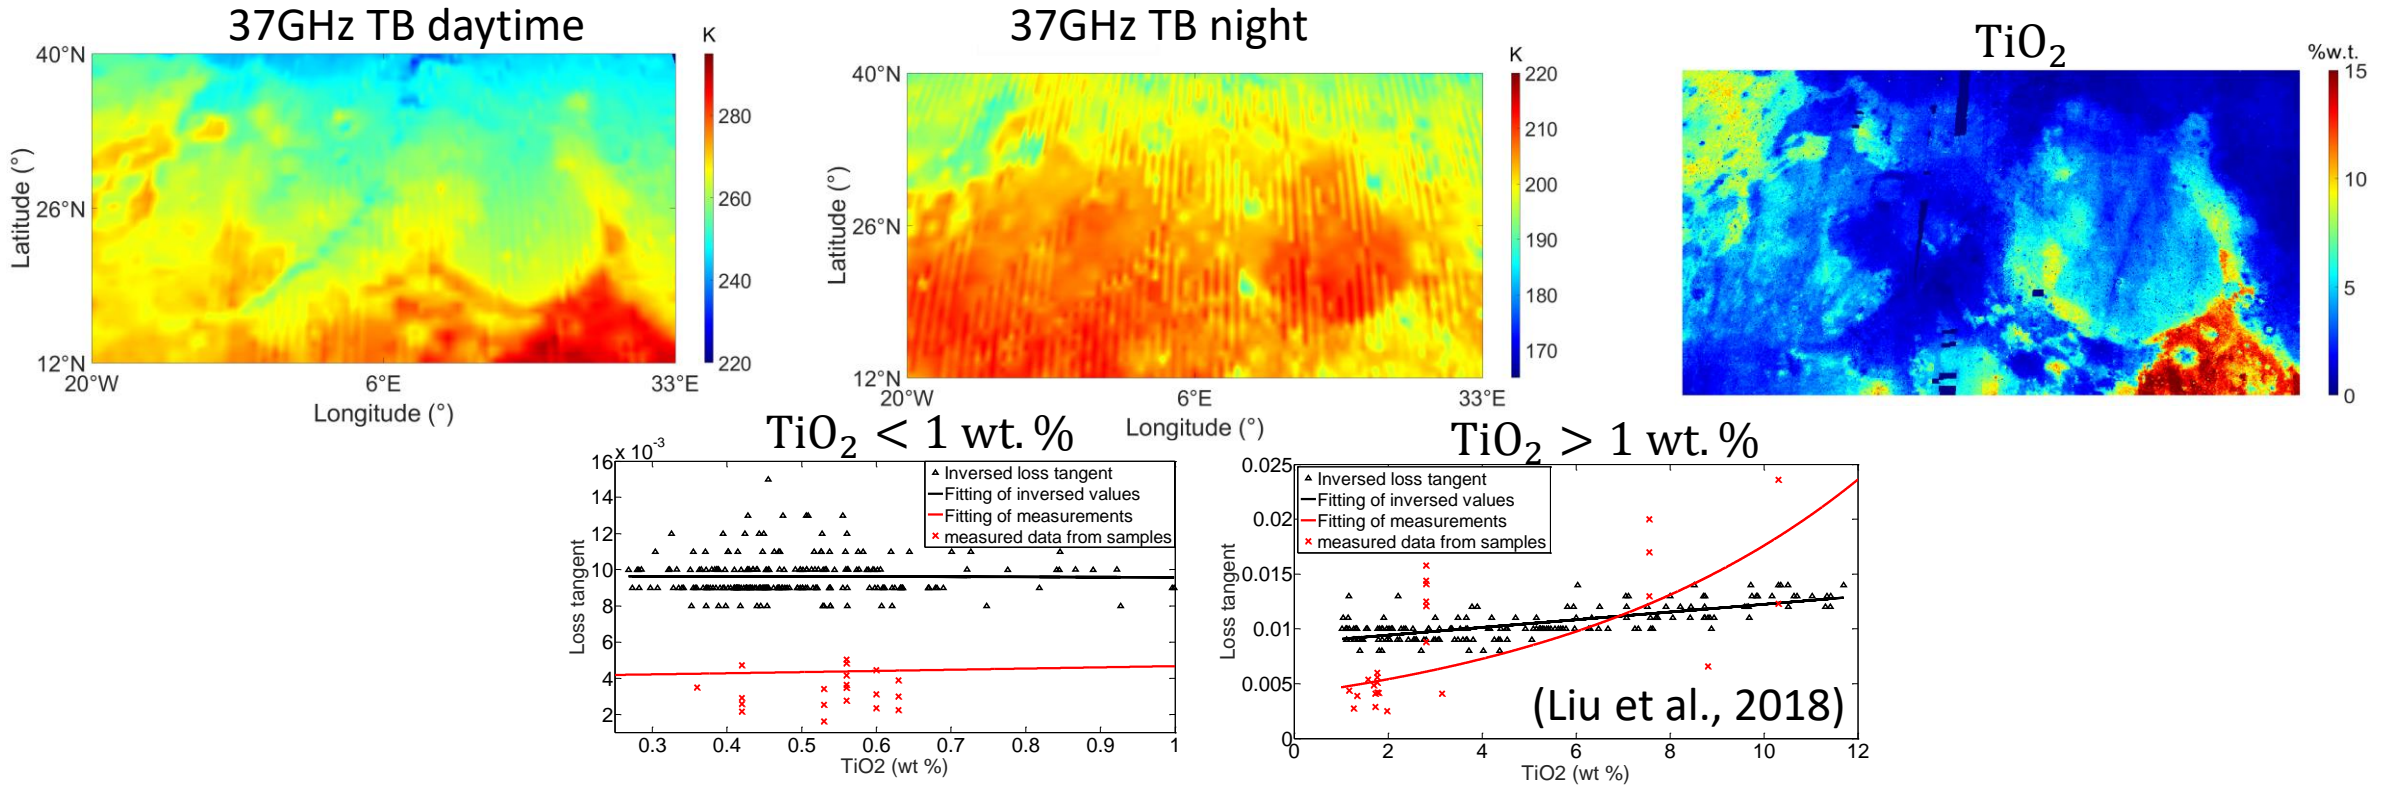 37GHz TB daytime
K
40°N
26°N
12°N
20°W
6°E
33°E
Latitude (°)
Longitude (°)
280
260
240
220
37GHz TB night
K
40°N
26°N
12°N
20°W
6°E
33°E
Latitude (°)
Longitude (°)
220
210
200
190
180
170
TiO₂
%w.t.
15
10
5
0
TiO₂ < 1 wt. %
16 x 10⁻³
14
12
10
8
6
4
2
0.3 0.4 0.5 0.6 0.7 0.8 0.9 1
Loss tangent
TiO2 (wt %)
Inversed loss tangent
Fitting of inversed values
Fitting of measurements
measured data from samples
TiO₂ > 1 wt. %
0.025
0.02
0.015
0.01
0.005
0
0 2 4 6 8 10 12
Loss tangent
TiO2 (wt %)
Inversed loss tangent
Fitting of inversed values
Fitting of measurements
measured data from samples
(Liu et al., 2018)